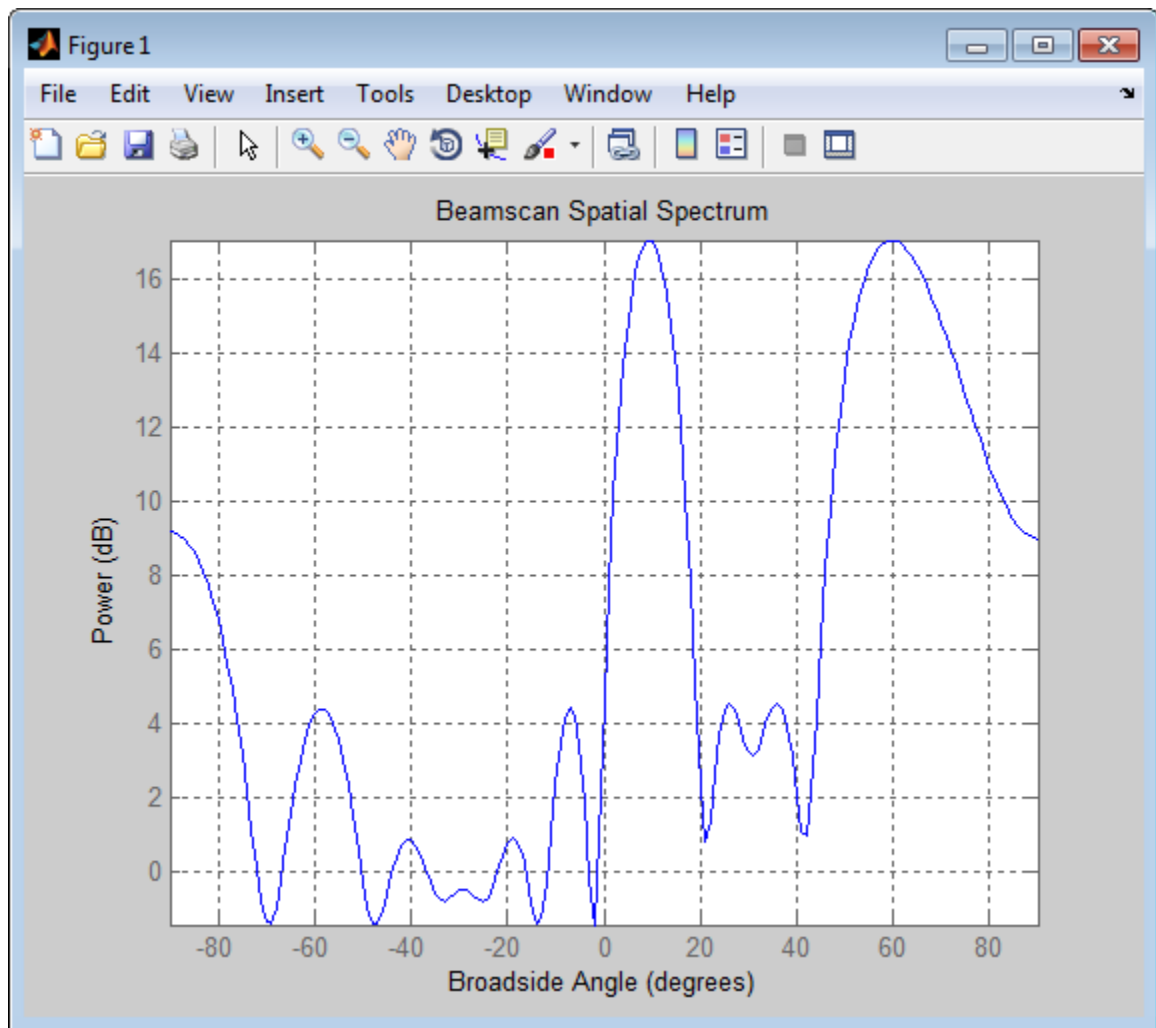 Figure 1
File Edit View Insert Tools Desktop Window Help
Beamscan Spatial Spectrum
16
14
12
10
8
6
4
2
0
Power (dB)
-80 -60 -40 -20 0 20 40 60 80
Broadside Angle (degrees)